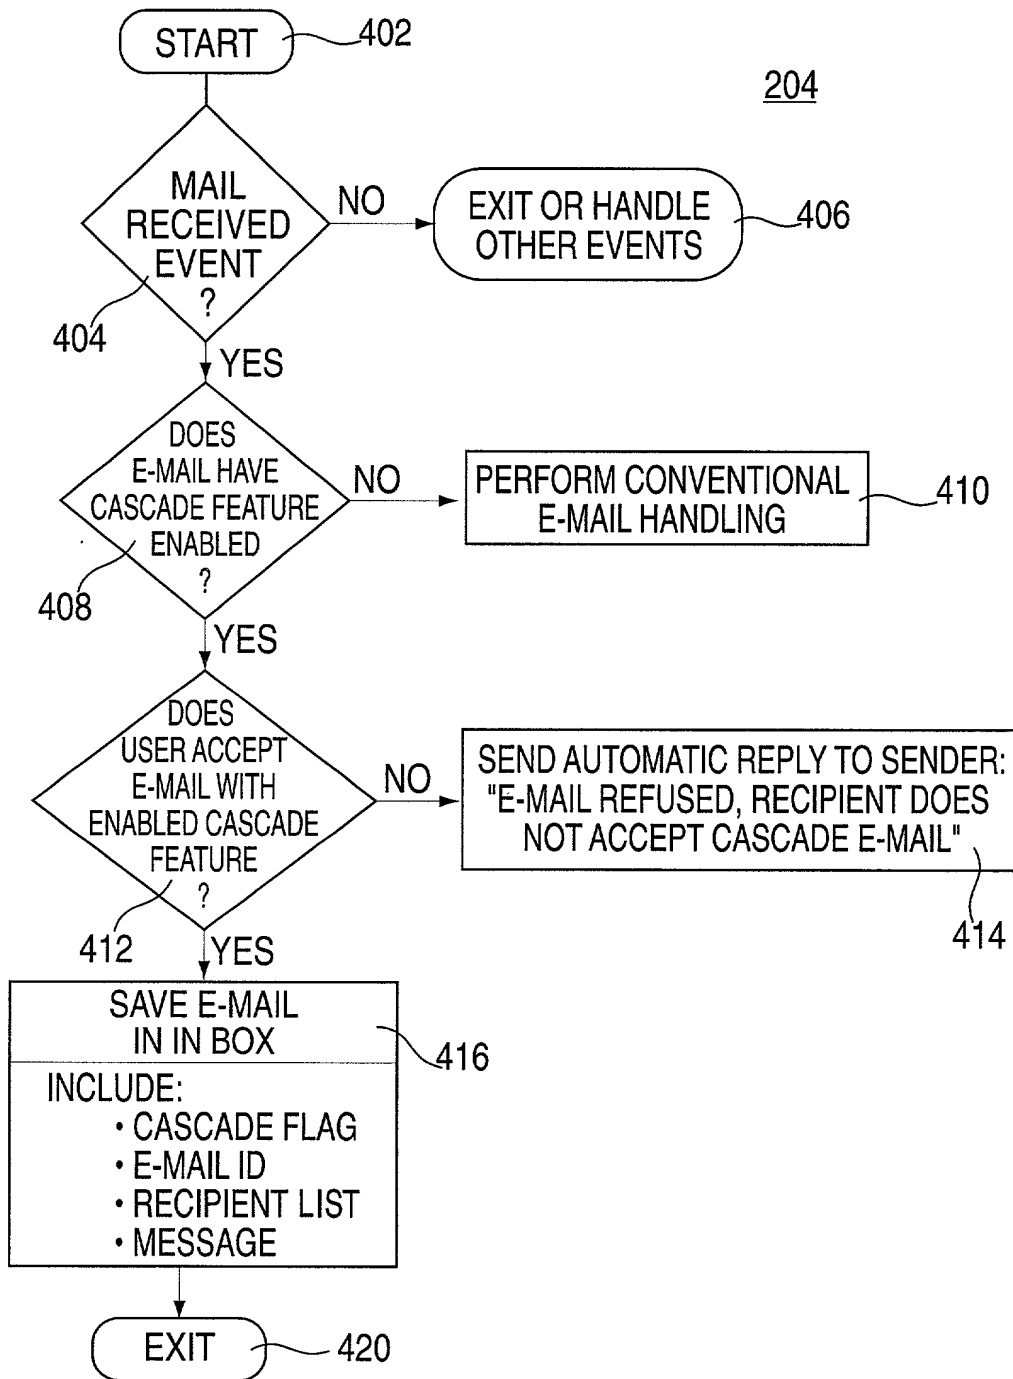 START
402
204
MAIL
RECEIVED
EVENT
?
404
NO
EXIT OR HANDLE
OTHER EVENTS
406
YES
DOES
E-MAIL HAVE
CASCADE FEATURE
ENABLED
?
408
NO
PERFORM CONVENTIONAL
E-MAIL HANDLING
410
YES
DOES
USER ACCEPT
E-MAIL WITH
ENABLED CASCADE
FEATURE
?
412
NO
SEND AUTOMATIC REPLY TO SENDER:
"E-MAIL REFUSED, RECIPIENT DOES
NOT ACCEPT CASCADE E-MAIL"
414
YES
SAVE E-MAIL
IN IN BOX
416
INCLUDE:
• CASCADE FLAG
• E-MAIL ID
• RECIPIENT LIST
• MESSAGE
EXIT
420